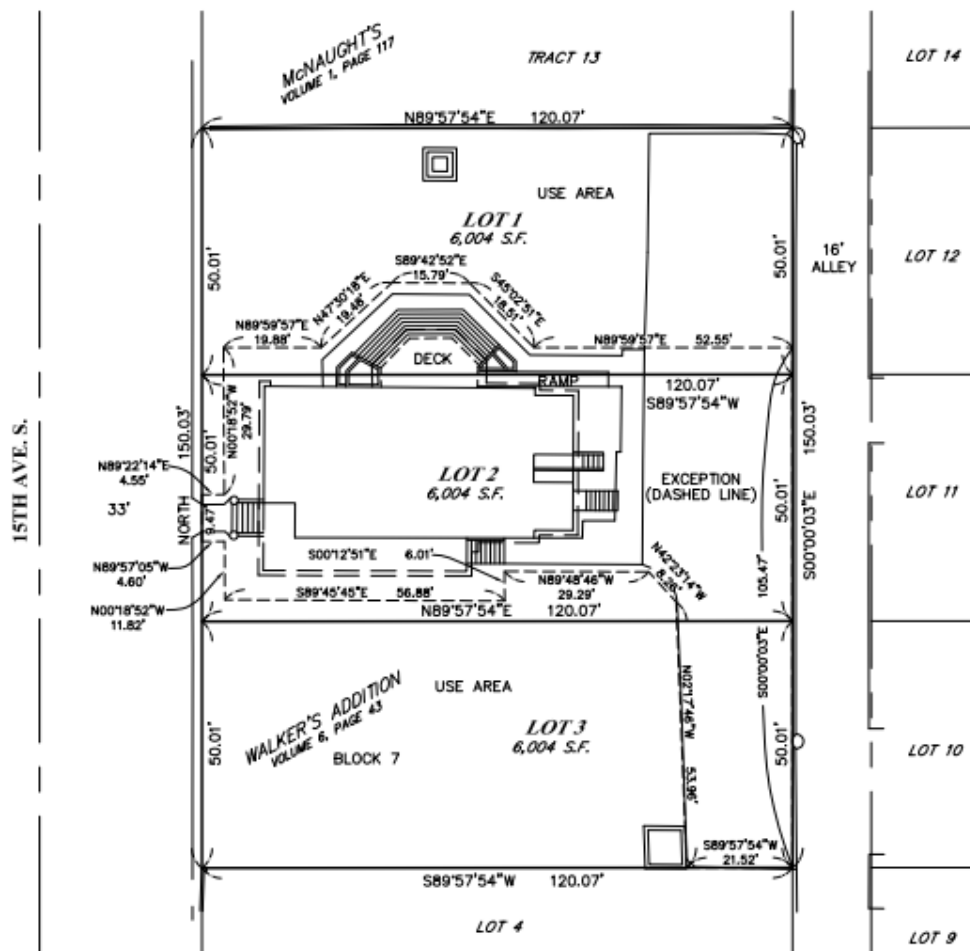 McNAUGHT'S
VOLUME 1, PAGE 117
TRACT 13
LOT 14
N89°57'54"E 120.07'
USE AREA
LOT 1
6,004 S.F.
16'
ALLEY
LOT 12
50.01'
50.01'
S89°42'52"E
15.79'
N47°30'18"E
19.48'
S45°02'51"E
18.51'
N89°59'57"E
19.88'
N89°59'57"E 52.55'
DECK
RAMP
120.07'
S89°57'54"W
N00°18'52"W
29.79'
150.03'
50.01'
N89°22'14"E
4.55'
33'
15TH AVE. S.
NORTH
9.47'
LOT 2
6,004 S.F.
EXCEPTION
(DASHED LINE)
50.01'
150.03'
S00°00'03"E
105.47'
LOT 11
N89°57'05"W
4.60'
N00°18'52"W
11.82'
S00°12'51"E 6.01'
S89°45'45"E 56.88'
N89°48'46"W
29.29'
N42°23'14"W
8.26'
N89°57'54"E 120.07'
S00°00'03"E
WALKER'S ADDITION
VOLUME 6, PAGE 43
USE AREA
BLOCK 7
LOT 3
6,004 S.F.
N02°17'46"W 53.96'
50.01'
50.01'
LOT 10
S89°57'54"W
21.52'
S89°57'54"W 120.07'
LOT 4
LOT 9